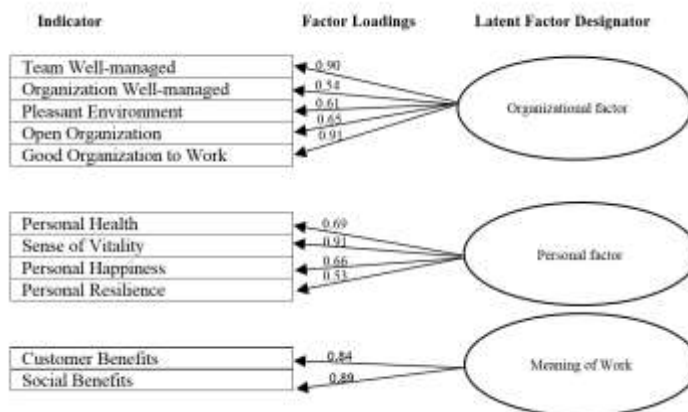 Indicator Factor Loadings Latent Factor Designator
Team Well-managed 0.90
Organization Well-managed 0.54
Pleasant Environment 0.61 Organizational factor
Open Organization 0.65
Good Organization to Work 0.91
Personal Health 0.69
Sense of Vitality 0.91
Personal Happiness 0.66 Personal factor
Personal Resilience 0.53
Customer Benefits 0.84 Meaning of Work
Social Benefits 0.89